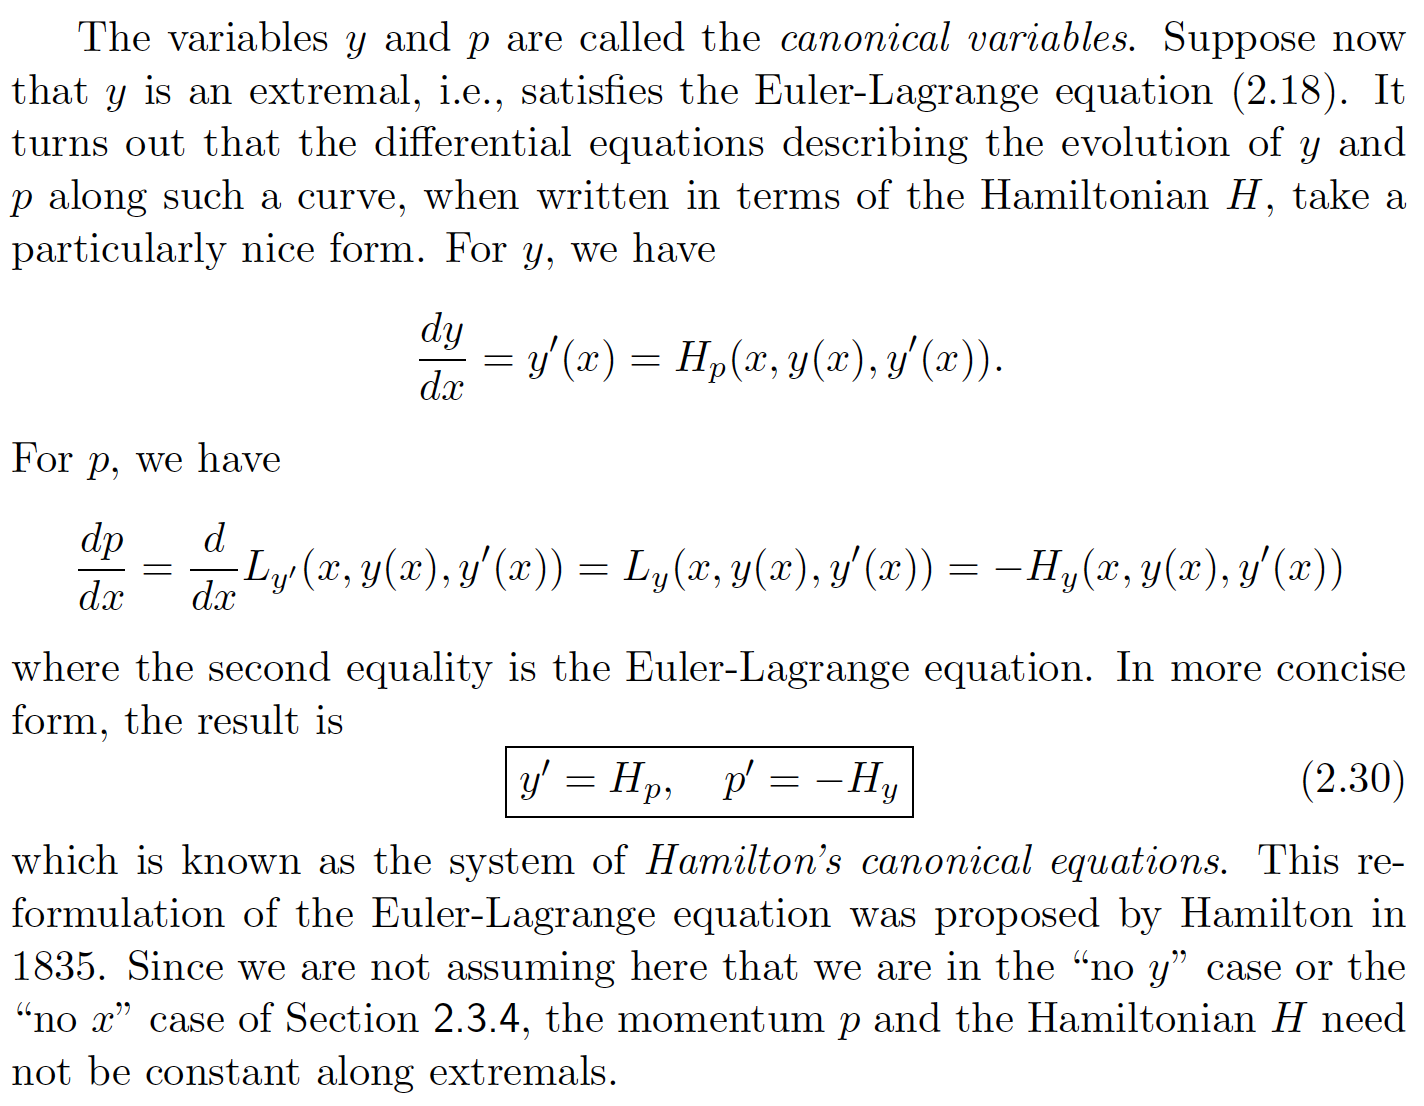 The variables y and p are called the canonical variables. Suppose now
that y is an extremal, i.e., satisfies the Euler-Lagrange equation (2.18). It
turns out that the differential equations describing the evolution of y and
p along such a curve, when written in terms of the Hamiltonian H, take a
particularly nice form. For y, we have
dy/dx = y′(x) = H_p(x, y(x), y′(x)).
For p, we have
dp/dx = d/dx L_{y′}(x, y(x), y′(x)) = L_y(x, y(x), y′(x)) = −H_y(x, y(x), y′(x))
where the second equality is the Euler-Lagrange equation. In more concise
form, the result is
y′ = H_p, p′ = −H_y (2.30)
which is known as the system of Hamilton’s canonical equations. This re-
formulation of the Euler-Lagrange equation was proposed by Hamilton in
1835. Since we are not assuming here that we are in the “no y” case or the
“no x” case of Section 2.3.4, the momentum p and the Hamiltonian H need
not be constant along extremals.